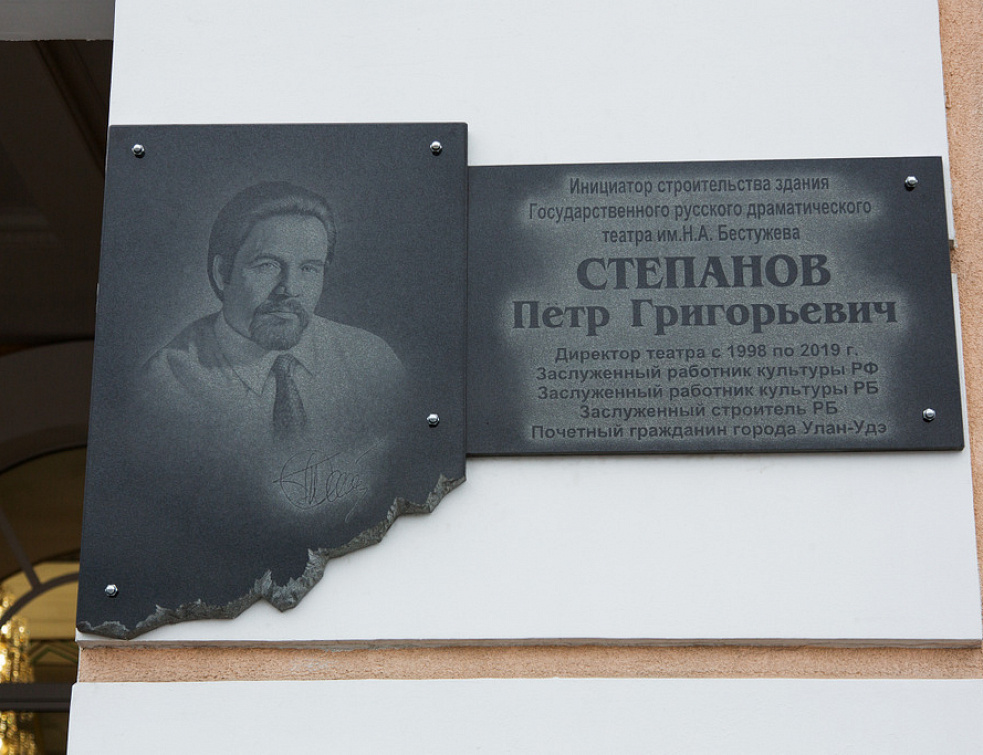 Инициатор строительства здания
Государственного русского драматического
театра им.Н.А. Бестужева
СТЕПАНОВ
Пётр Григорьевич
Директор театра с 1998 по 2019 г.
Заслуженный работник культуры РФ
Заслуженный работник культуры РБ
Заслуженный строитель РБ
Почетный гражданин города Улан-Удэ